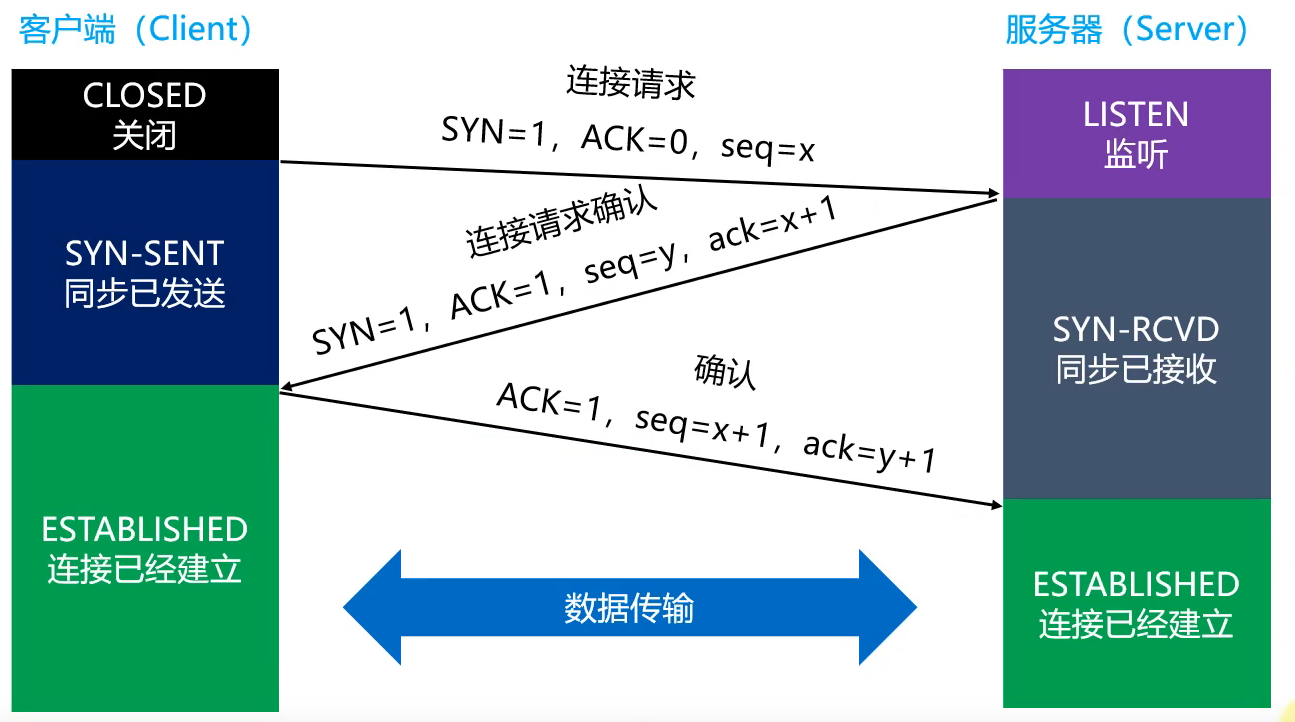 客户端（Client）
服务器（Server）
CLOSED
关闭
连接请求
SYN=1，ACK=0，seq=x
LISTEN
监听
SYN-SENT
同步已发送
连接请求确认
SYN=1，ACK=1，seq=y，ack=x+1
SYN-RCVD
同步已接收
确认
ACK=1，seq=x+1，ack=y+1
ESTABLISHED
连接已经建立
数据传输
ESTABLISHED
连接已经建立